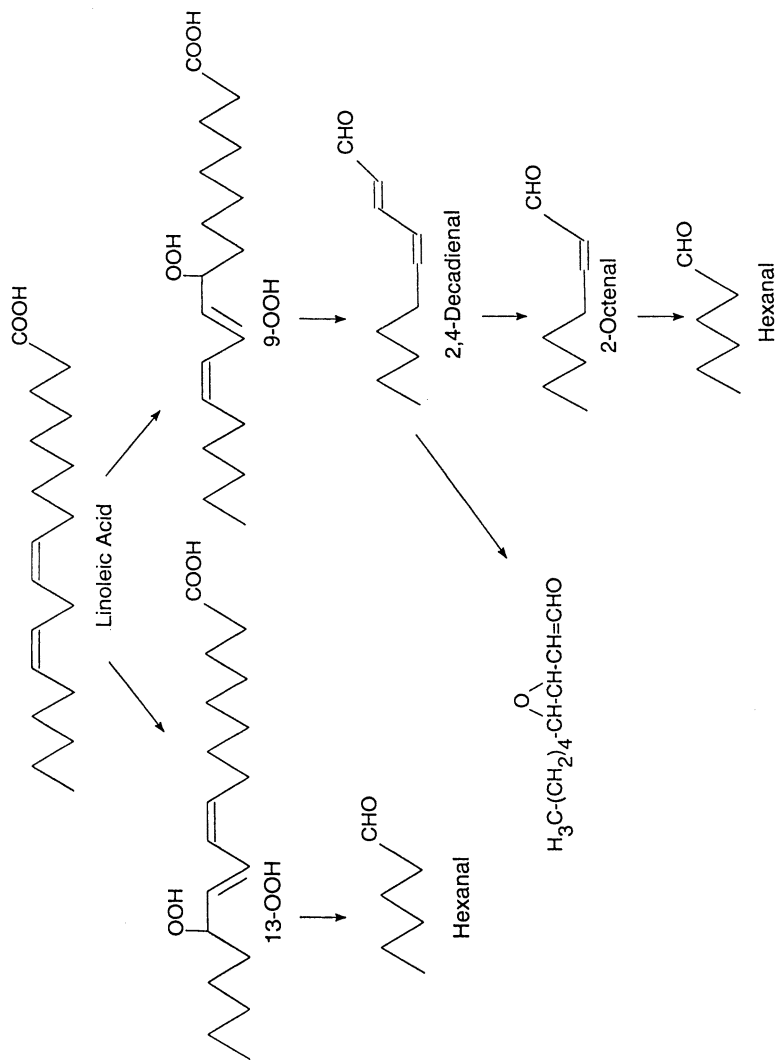 COOH
Linoleic Acid
OOH
COOH
13-OOH
OOH
COOH
9-OOH
CHO
Hexanal
CHO
2,4-Decadienal
H3C-(CH2)4-CH-CH-CH=CHO
O
CHO
2-Octenal
CHO
Hexanal